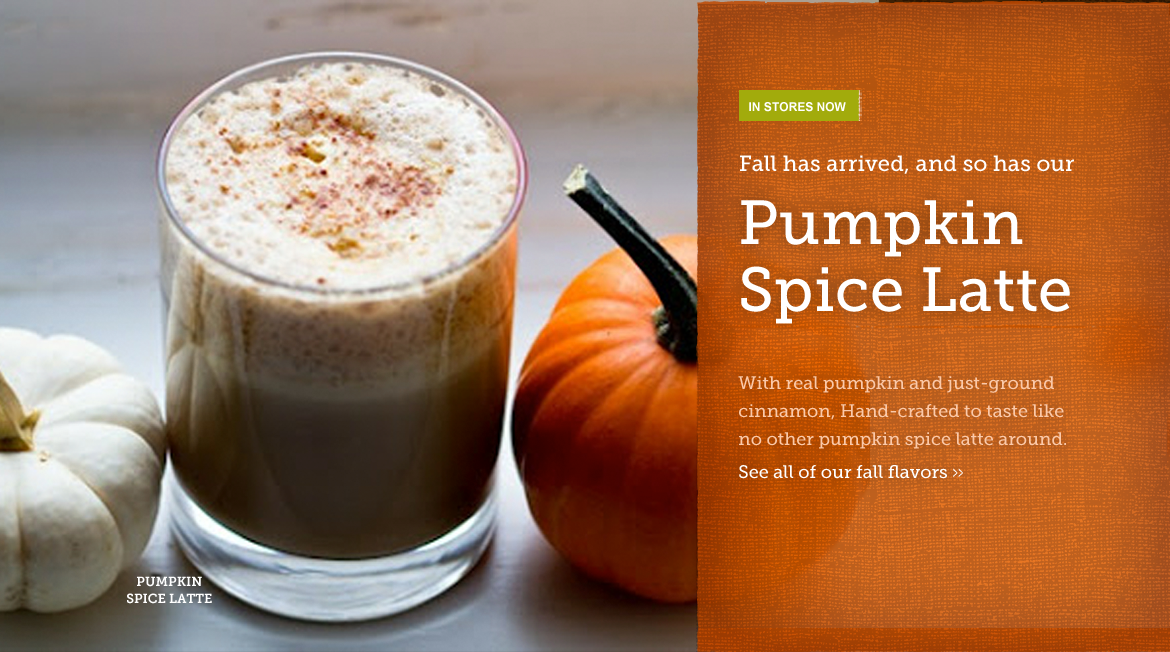 IN STORES NOW
Fall has arrived, and so has our
Pumpkin
Spice Latte
With real pumpkin and just-ground
cinnamon, Hand-crafted to taste like
no other pumpkin spice latte around.
See all of our fall flavors ››
PUMPKIN
SPICE LATTE